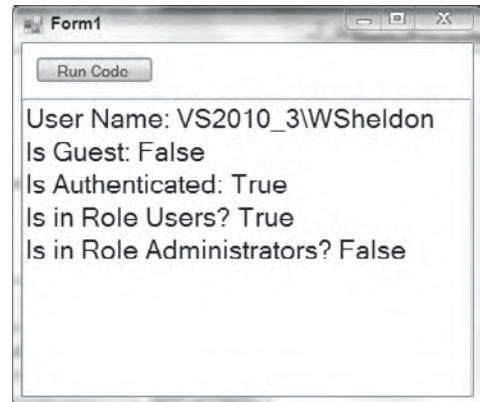 Form1
Run Code
User Name: VS2010_3\WSheldon
Is Guest: False
Is Authenticated: True
Is in Role Users? True
Is in Role Administrators? False